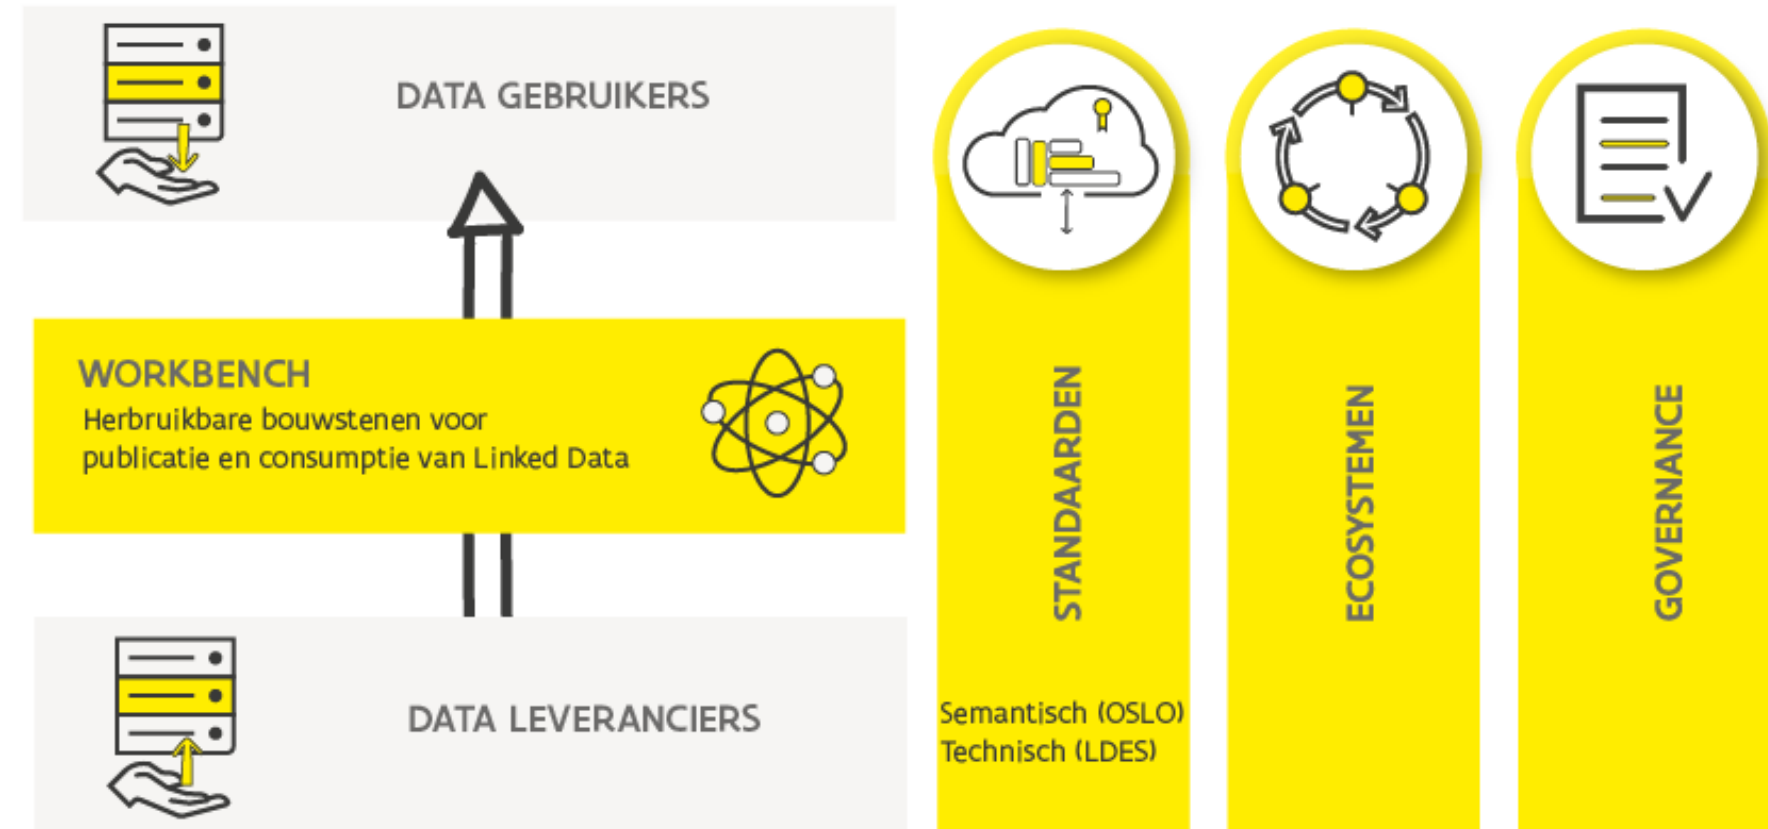 DATA GEBRUIKERS
WORKBENCH
Herbruikbare bouwstenen voor
publicatie en consumptie van Linked Data
DATA LEVERANCIERS
STANDAARDEN
Semantisch (OSLO)
Technisch (LDES)
ECOSYSTEMEN
GOVERNANCE